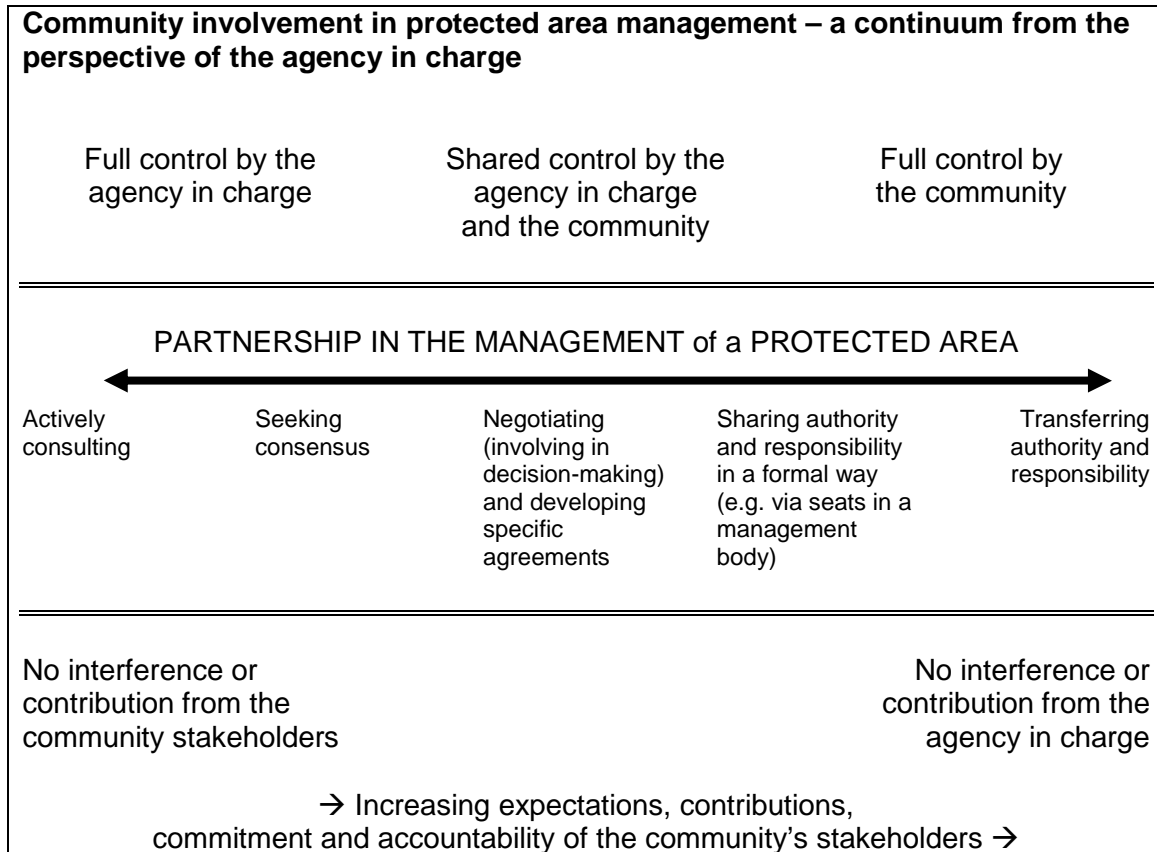 Community involvement in protected area management – a continuum from the
perspective of the agency in charge
Full control by the
agency in charge
Shared control by the
agency in charge
and the community
Full control by
the community
PARTNERSHIP IN THE MANAGEMENT of a PROTECTED AREA
Actively
consulting
Seeking
consensus
Negotiating
(involving in
decision-making)
and developing
specific
agreements
Sharing authority
and responsibility
in a formal way
(e.g. via seats in a
management
body)
Transferring
authority and
responsibility
No interference or
contribution from the
community stakeholders
No interference or
contribution from the
agency in charge
→ Increasing expectations, contributions,
commitment and accountability of the community’s stakeholders →